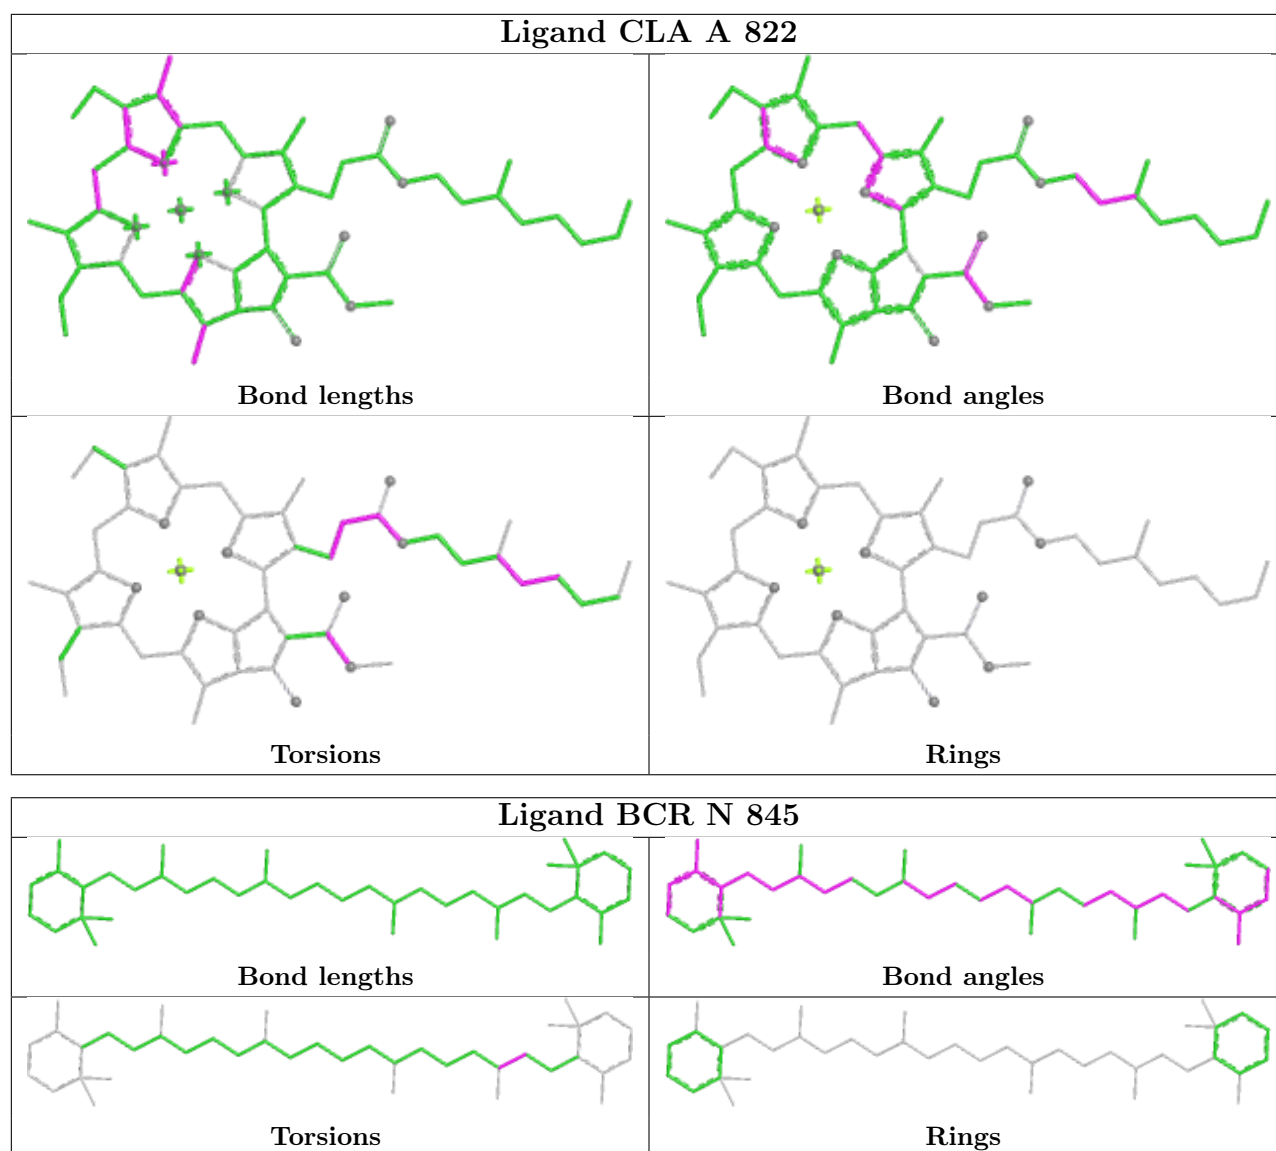 Ligand CLA A 822
Bond lengths
Bond angles
Torsions
Rings
Ligand BCR N 845
Bond lengths
Bond angles
Torsions
Rings